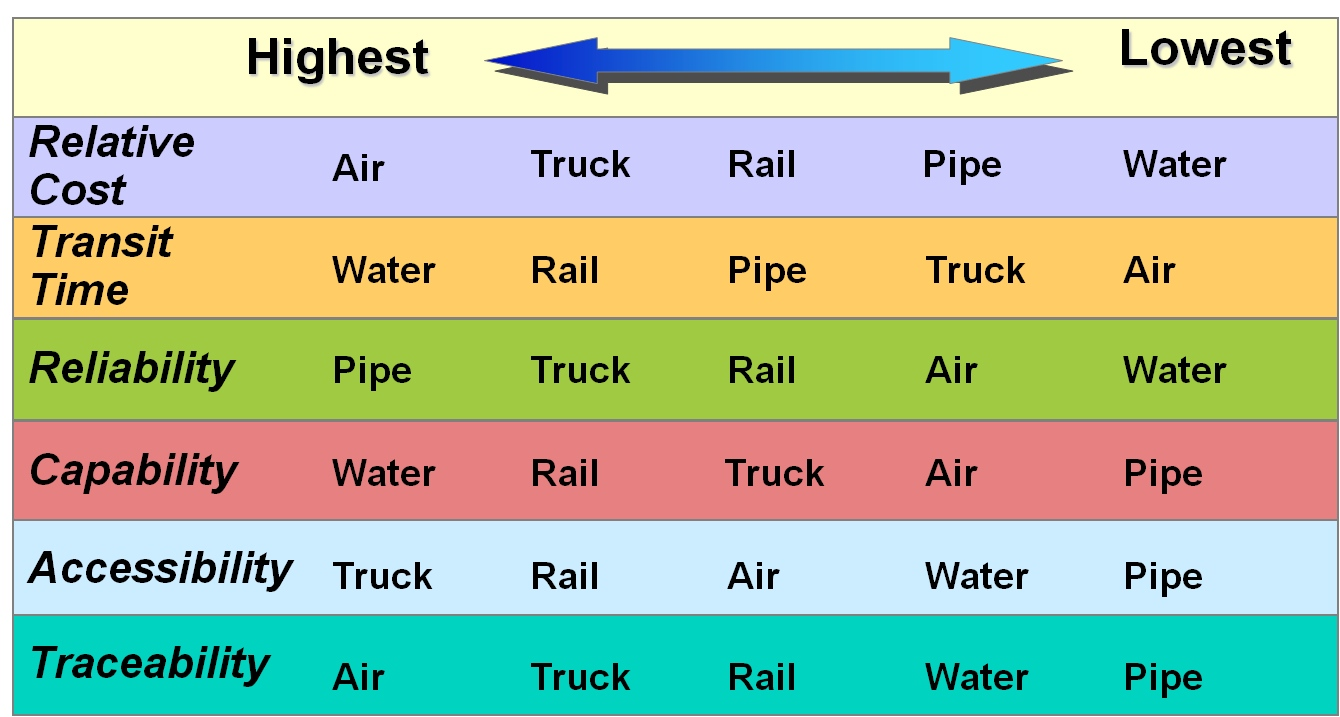 Highest Lowest
Relative
Cost
Air Truck Rail Pipe Water
Transit
Time
Water Rail Pipe Truck Air
Reliability Pipe Truck Rail Air Water
Capability Water Rail Truck Air Pipe
Accessibility Truck Rail Air Water Pipe
Traceability Air Truck Rail Water Pipe